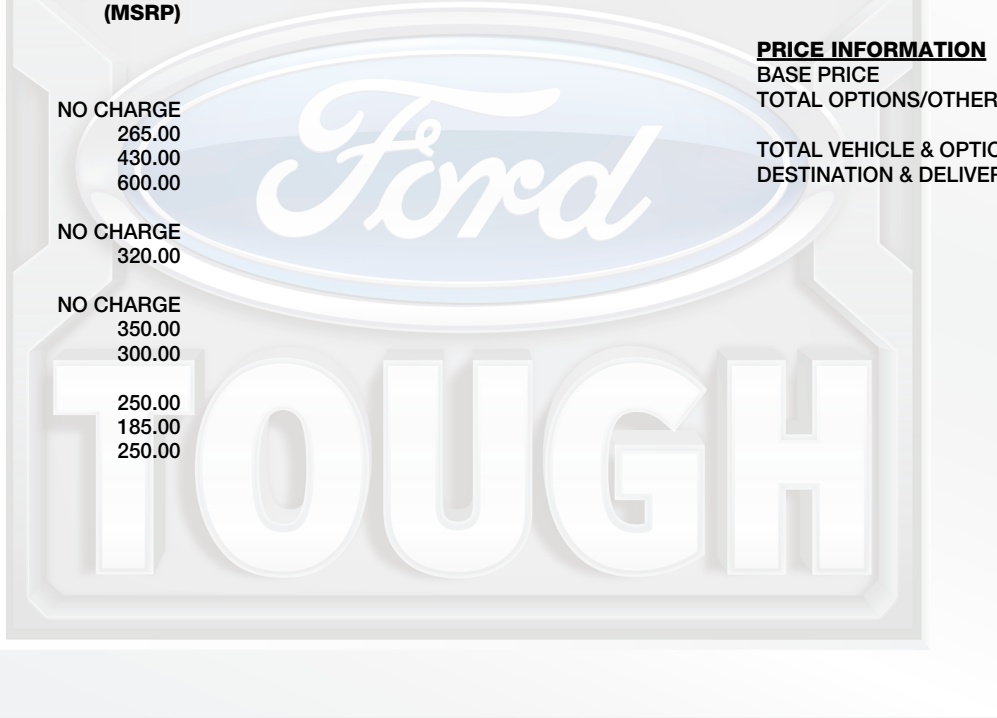 (MSRP)
NO CHARGE
265.00
430.00
600.00
NO CHARGE
320.00
NO CHARGE
350.00
300.00
250.00
185.00
250.00
PRICE INFORMATION
BASE PRICE
TOTAL OPTIONS/OTHER
TOTAL VEHICLE & OPTIO
DESTINATION & DELIVER
Ford
TOUGH